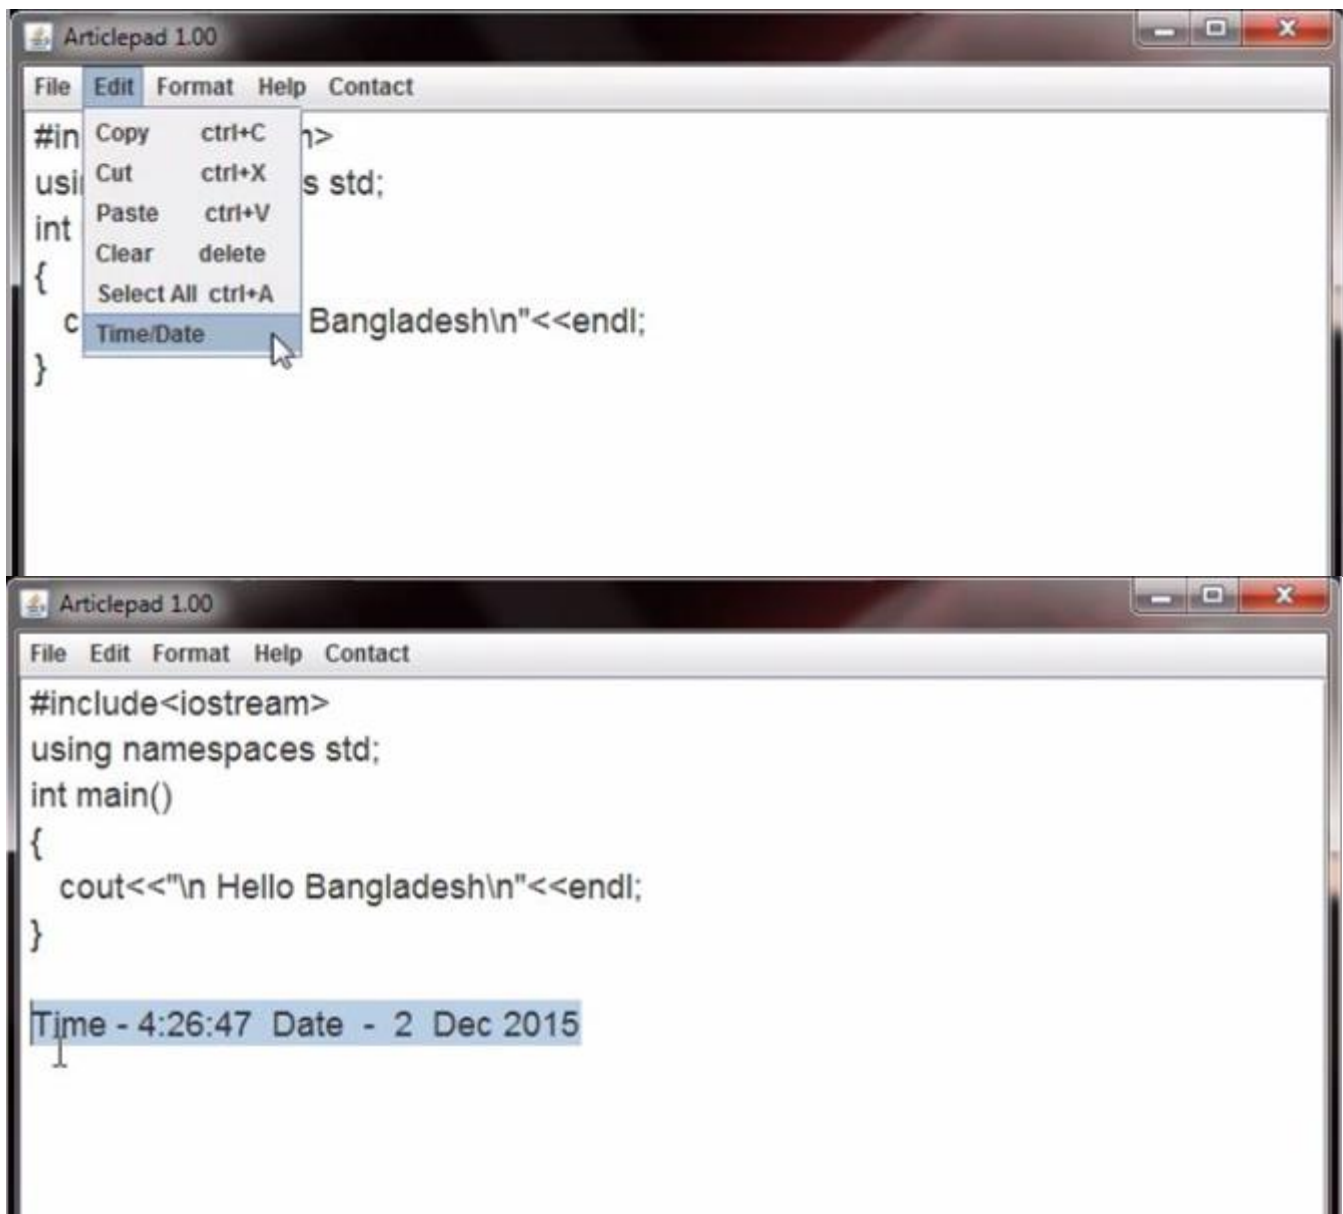 Articlepad 1.00
File Edit Format Help Contact
#in
n>
Copy ctrl+C
usi
s std;
Cut ctrl+X
int
Paste ctrl+V
{
Clear delete
Select All ctrl+A
c
Bangladesh\n"<<endl;
Time/Date
}
Articlepad 1.00
File Edit Format Help Contact
#include<iostream>
using namespaces std;
int main()
{
cout<<"\n Hello Bangladesh\n"<<endl;
}
Time - 4:26:47 Date - 2 Dec 2015